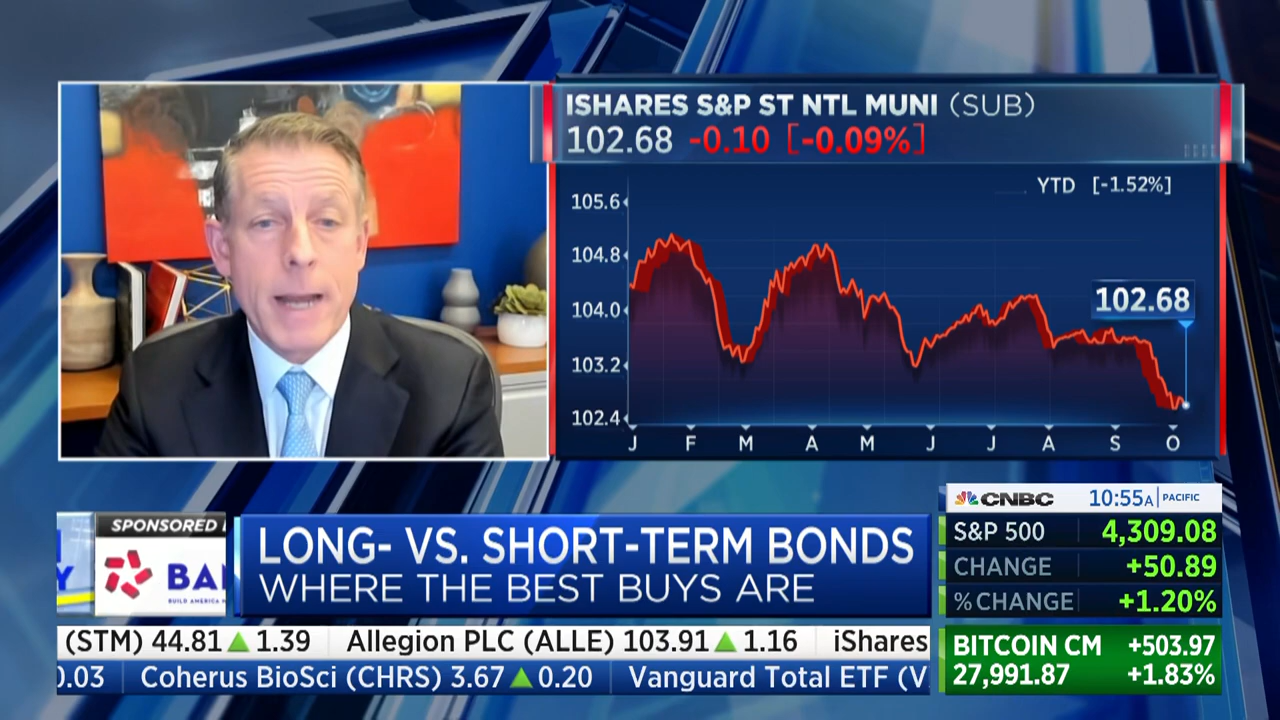 ISHARES S&P ST NTL MUNI (SUB)
102.68 -0.10 [-0.09%]
YTD [-1.52%]
105.6
104.8
104.0
103.2
102.4
102.68
J F M A M J J A S O
SPONSORED
BUILD AMERICA
LONG- VS. SHORT-TERM BONDS
WHERE THE BEST BUYS ARE
CNBC 10:55A PACIFIC
S&P 500 4,309.08
CHANGE +50.89
% CHANGE +1.20%
BITCOIN CM +503.97
27,991.87 +1.83%
(STM) 44.81 ▲ 1.39 Allegion PLC (ALLE) 103.91 ▲ 1.16 iShares
0.03 Coherus BioSci (CHRS) 3.67 ▲ 0.20 Vanguard Total ETF (V